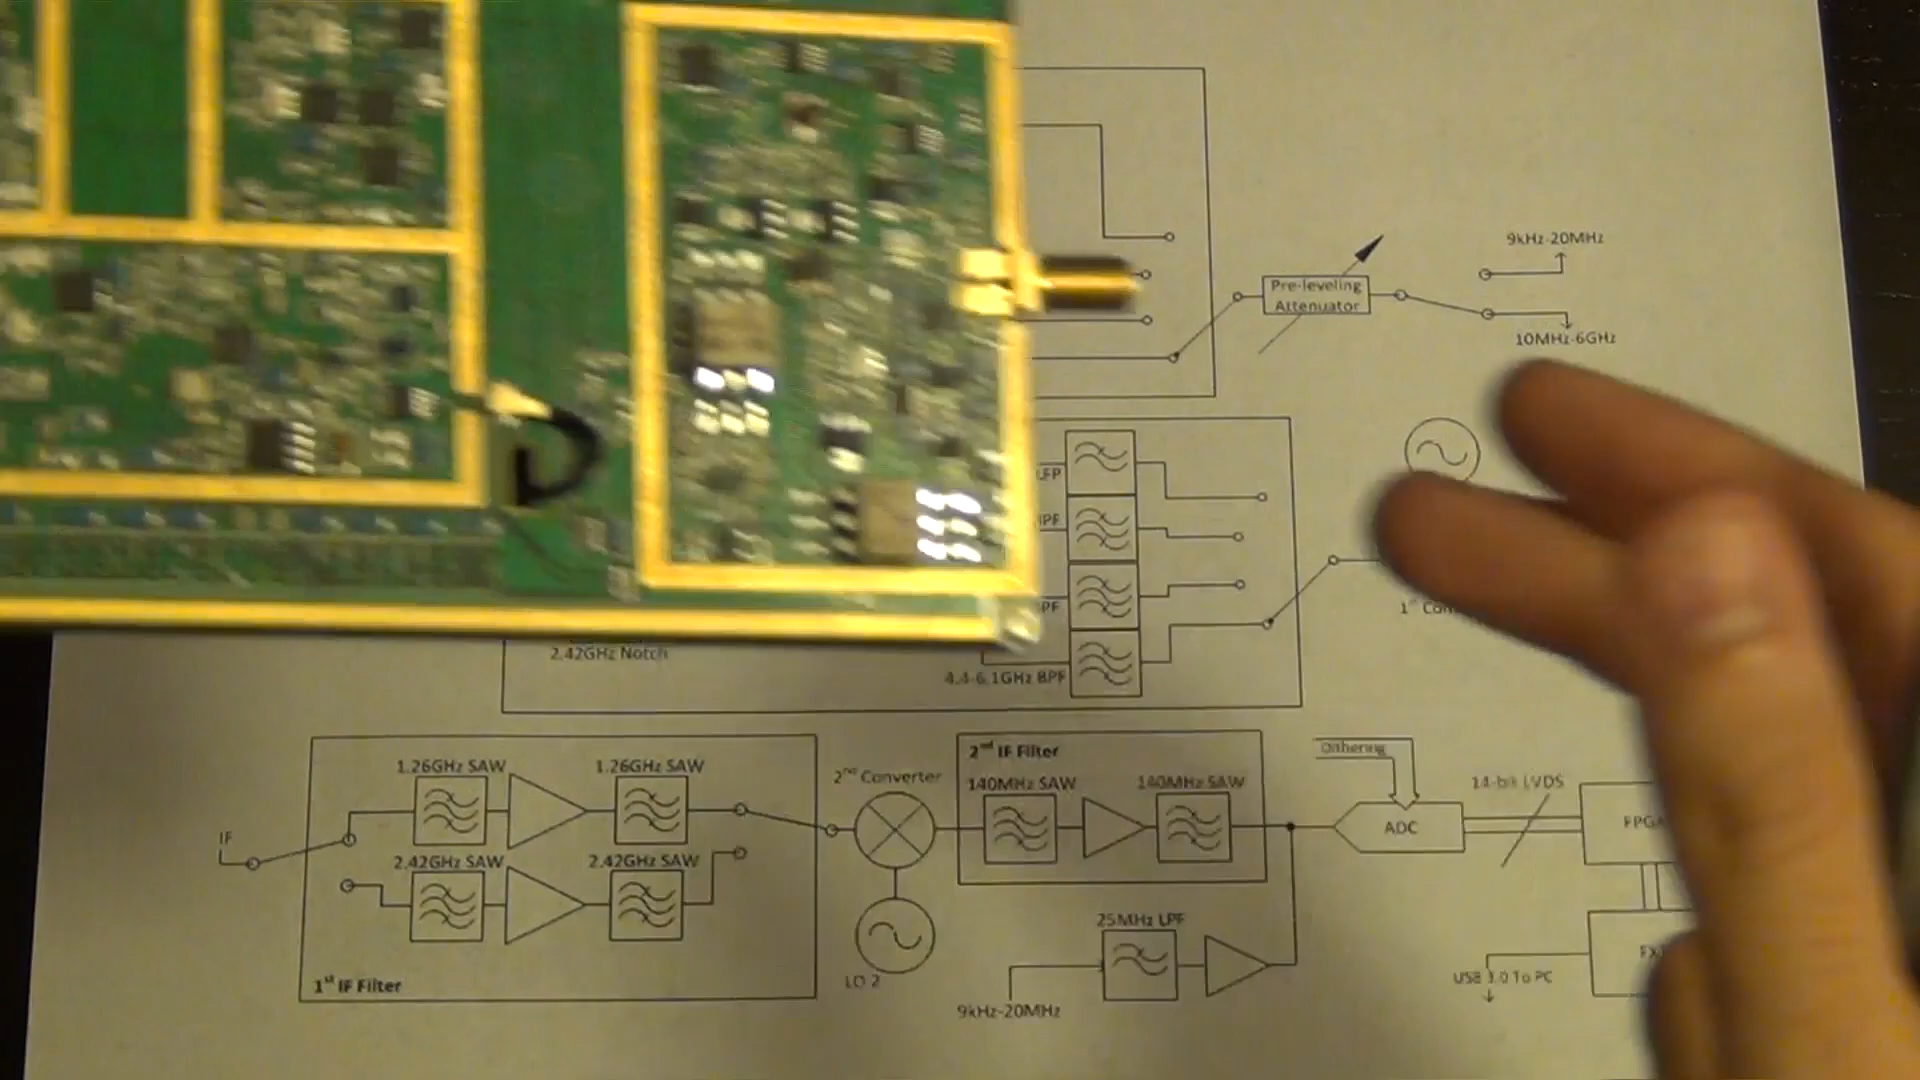 9kHz-20MHz
Pre-leveling
Attenuator
10MHz-6GHz
2.42GHz Notch
4.4-6.1GHz BPF
1.26GHz SAW
1.26GHz SAW
2nd Converter
2nd IF Filter
140MHz SAW
140MHz SAW
Dithering
14-bit LVDS
IF
ADC
FPGA
2.42GHz SAW
2.42GHz SAW
25MHz LPF
LO 2
1st IF Filter
USB 3.0 To PC
9kHz-20MHz